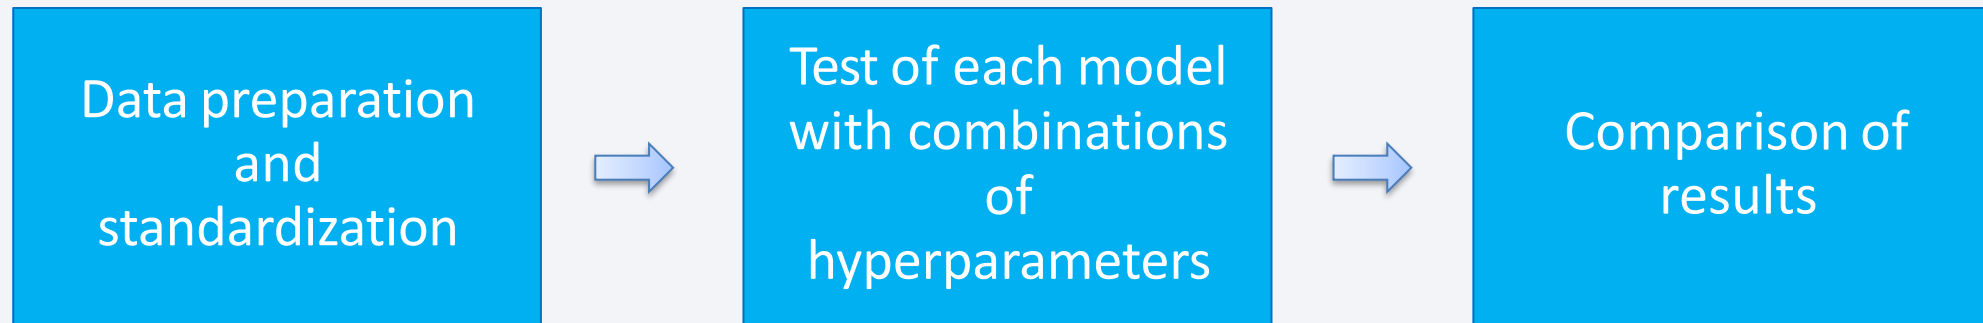 Data preparation
and
standardization
Test of each model
with combinations
of
hyperparameters
Comparison of
results